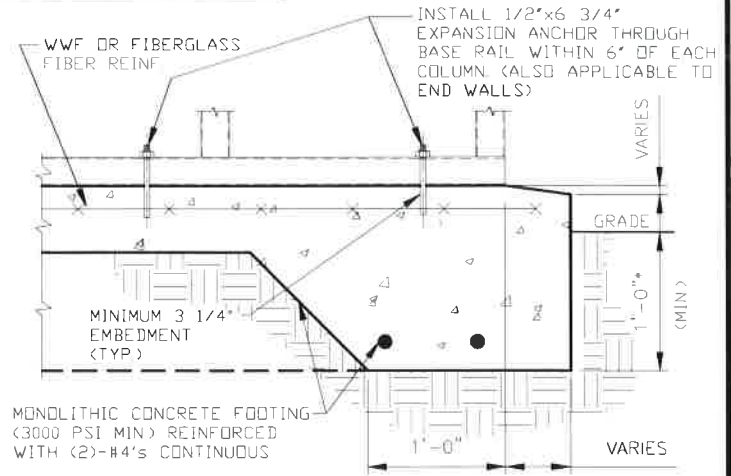 WWF OR FIBERGLASS
FIBER REINF
INSTALL 1/2"x6 3/4"
EXPANSION ANCHOR THROUGH
BASE RAIL WITHIN 6" OF EACH
COLUMN (ALSO APPLICABLE TO
END WALLS)
VARIES
GRADE
1'-0"*
(MIN)
MINIMUM 3 1/4"
EMBEDMENT
(TYP.)
MONOLITHIC CONCRETE FOOTING
(3000 PSI MIN) REINFORCED
WITH (2)-#4's CONTINUOUS
1'-0"
VARIES